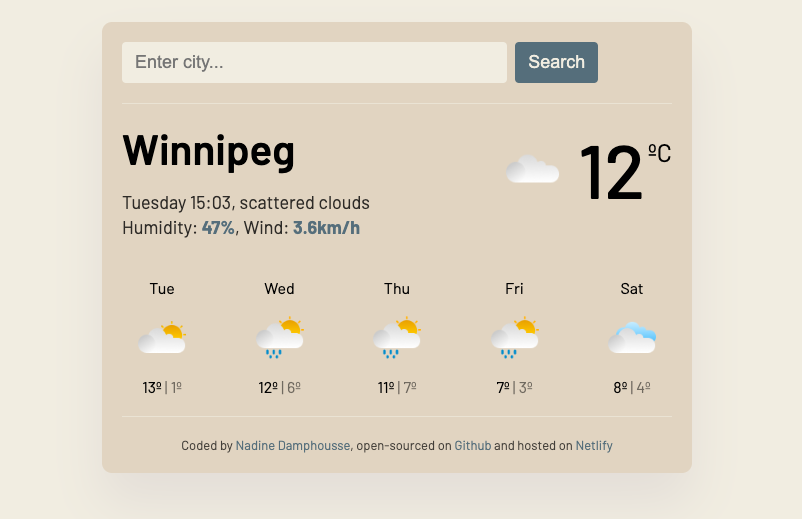 Enter city...
Search
Winnipeg
12 ºC
Tuesday 15:03, scattered clouds
Humidity: 47%, Wind: 3.6km/h
Tue Wed Thu Fri Sat
13º | 1º 12º | 6º 11º | 7º 7º | 3º 8º | 4º
Coded by Nadine Damphousse, open-sourced on Github and hosted on Netlify